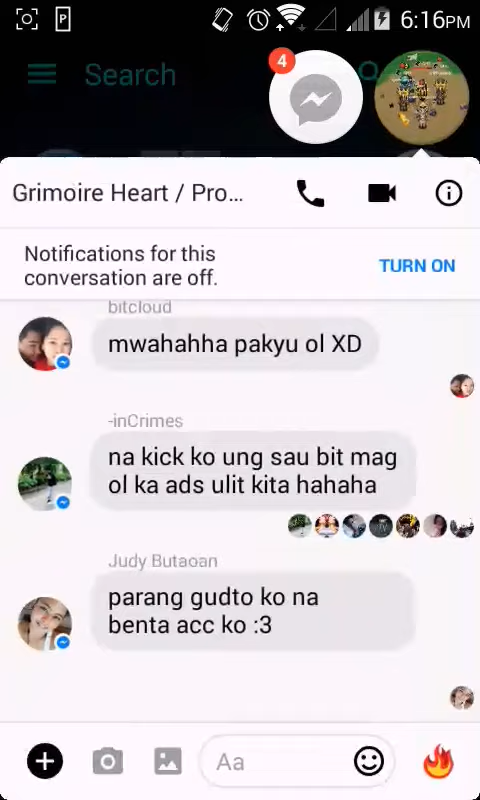 6:16PM
Search
4
Grimoire Heart / Pro...
Notifications for this
conversation are off.
TURN ON
bitcloud
mwahahha pakyu ol XD
-inCrimes
na kick ko ung sau bit mag
ol ka ads ulit kita hahaha
Judy Butaoan
parang gudto ko na
benta acc ko :3
Aa